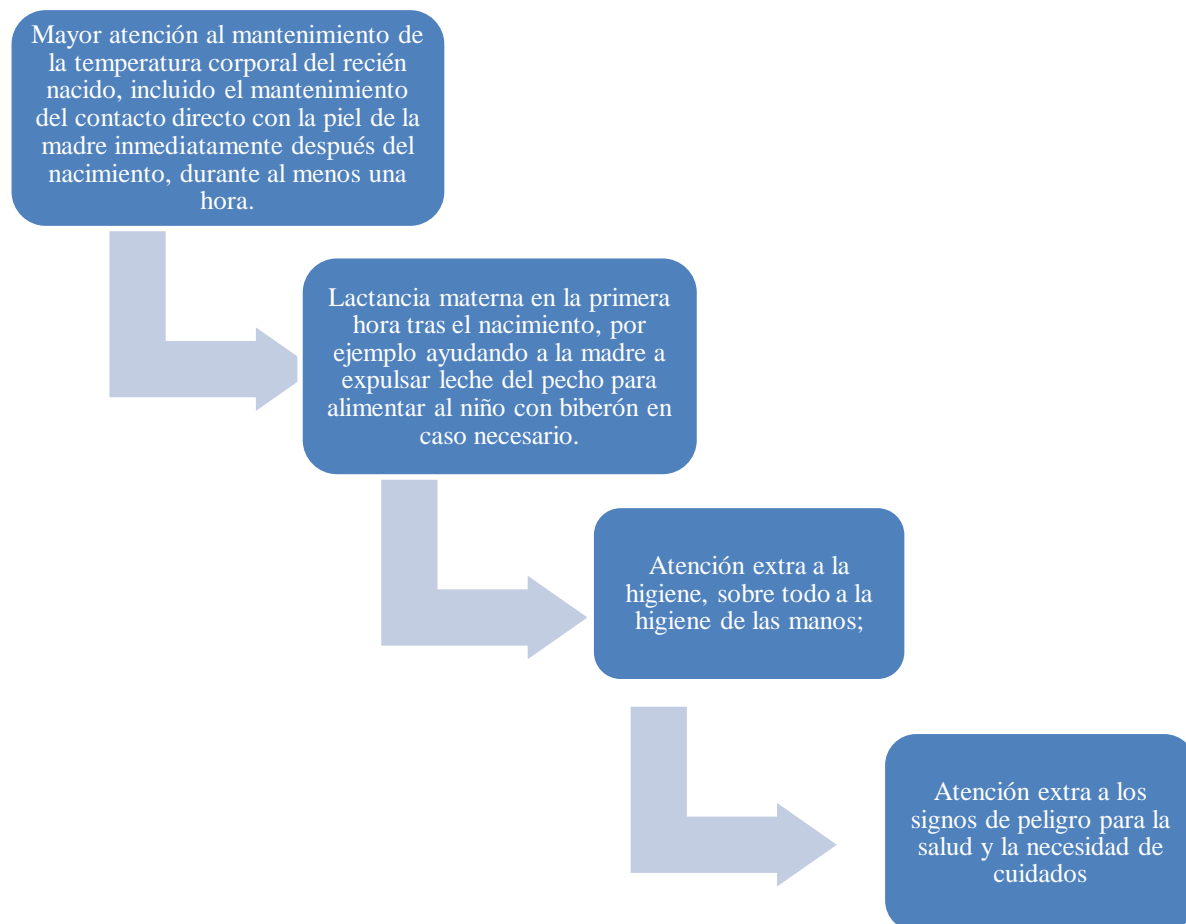 Mayor atención al mantenimiento de
la temperatura corporal del recién
nacido, incluido el mantenimiento
del contacto directo con la piel de la
madre inmediatamente después del
nacimiento, durante al menos una
hora.
Lactancia materna en la primera
hora tras el nacimiento, por
ejemplo ayudando a la madre a
expulsar leche del pecho para
alimentar al niño con biberón en
caso necesario.
Atención extra a la
higiene, sobre todo a la
higiene de las manos;
Atención extra a los
signos de peligro para la
salud y la necesidad de
cuidados